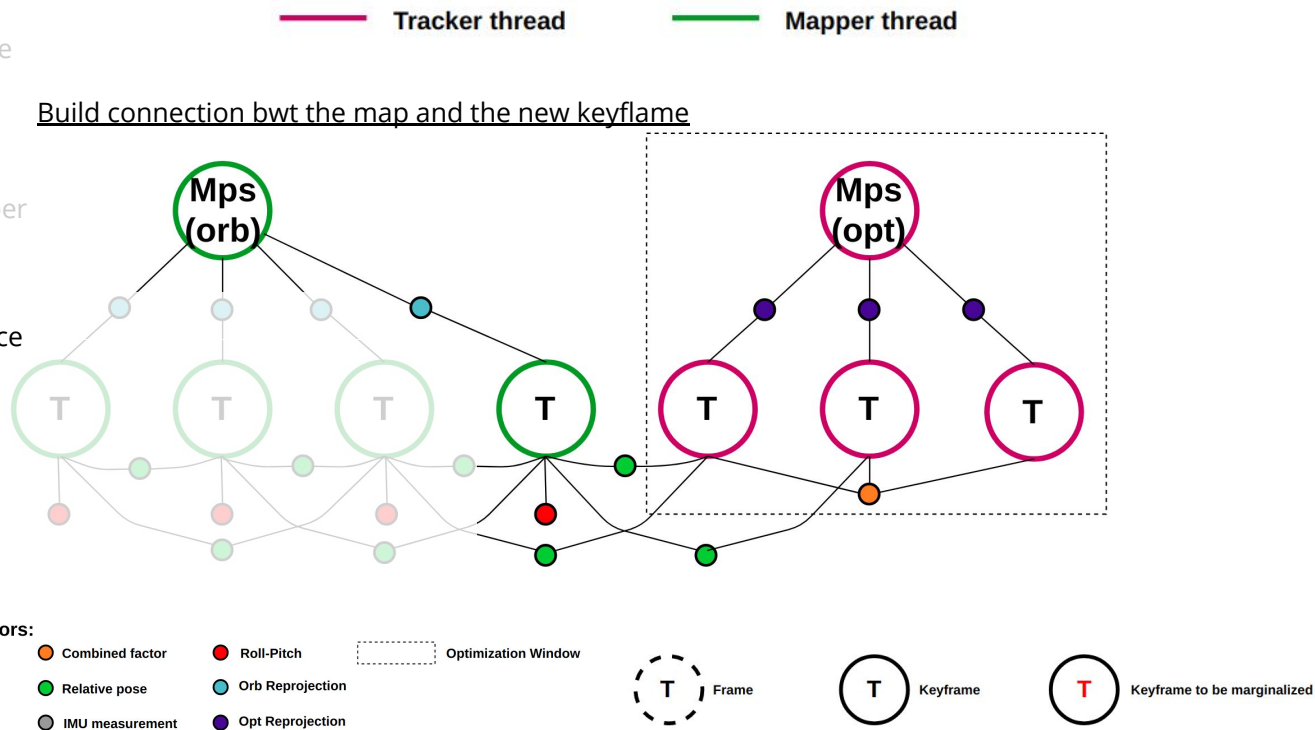 Tracker thread
Mapper thread
e
Build connection bwt the map and the new keyflame
Mps
(orb)
Mps
(opt)
er
ce
T
T
T
T
T
T
T
ors:
Combined factor
Roll-Pitch
Optimization Window
Relative pose
Orb Reprojection
IMU measurement
Opt Reprojection
T
Frame
T
Keyframe
T
Keyframe to be marginalized